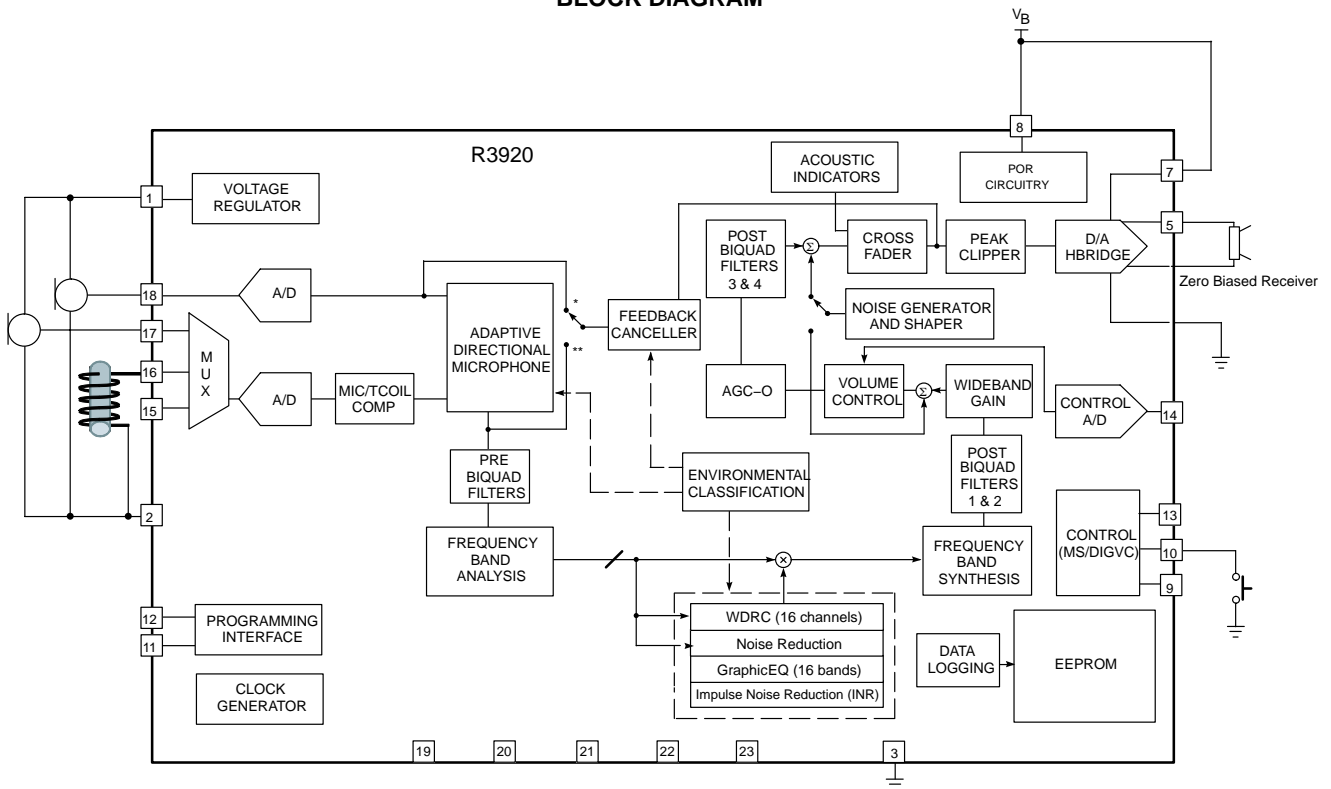 BLOCK DIAGRAM
VB
8
R3920
ACOUSTIC
INDICATORS
POR
CIRCUITRY
7
1
VOLTAGE
REGULATOR
5
POST
BIQUAD
FILTERS
3 & 4
Σ
CROSS
FADER
PEAK
CLIPPER
D/A
HBRIDGE
Zero Biased Receiver
18
A/D
*
FEEDBACK
CANCELLER
NOISE GENERATOR
AND SHAPER
17
ADAPTIVE
DIRECTIONAL
MICROPHONE
**
16
M
U
X
15
A/D
MIC/TCOIL
COMP
AGC–O
VOLUME
CONTROL
Σ
WIDEBAND
GAIN
CONTROL
A/D
14
PRE
BIQUAD
FILTERS
ENVIRONMENTAL
CLASSIFICATION
POST
BIQUAD
FILTERS
1 & 2
2
13
FREQUENCY
BAND
ANALYSIS
×
FREQUENCY
BAND
SYNTHESIS
CONTROL
(MS/DIGVC)
10
9
12
11
PROGRAMMING
INTERFACE
WDRC (16 channels)
Noise Reduction
GraphicEQ (16 bands)
Impulse Noise Reduction (INR)
DATA
LOGGING
EEPROM
CLOCK
GENERATOR
19
20
21
22
23
3